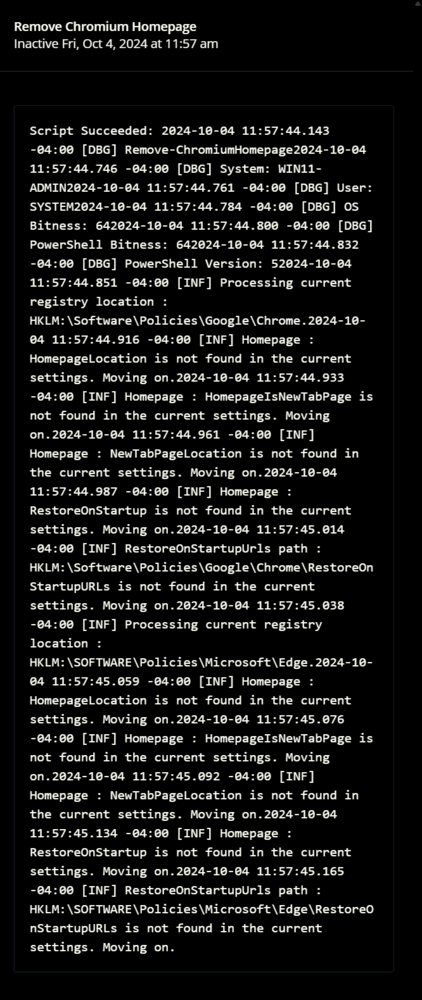 Remove Chromium Homepage
Inactive Fri, Oct 4, 2024 at 11:57 am
Script Succeeded: 2024-10-04 11:57:44.143
-04:00 [DBG] Remove-ChromiumHomepage2024-10-04
11:57:44.746 -04:00 [DBG] System: WIN11-
ADMIN2024-10-04 11:57:44.761 -04:00 [DBG] User:
SYSTEM2024-10-04 11:57:44.784 -04:00 [DBG] OS
Bitness: 642024-10-04 11:57:44.800 -04:00 [DBG]
PowerShell Bitness: 642024-10-04 11:57:44.832
-04:00 [DBG] PowerShell Version: 52024-10-04
11:57:44.851 -04:00 [INF] Processing current
registry location :
HKLM:\Software\Policies\Google\Chrome.2024-10-
04 11:57:44.916 -04:00 [INF] Homepage :
HomepageLocation is not found in the current
settings. Moving on.2024-10-04 11:57:44.933
-04:00 [INF] Homepage : HomepageIsNewTabPage is
not found in the current settings. Moving
on.2024-10-04 11:57:44.961 -04:00 [INF]
Homepage : NewTabPageLocation is not found in
the current settings. Moving on.2024-10-04
11:57:44.987 -04:00 [INF] Homepage :
RestoreOnStartup is not found in the current
settings. Moving on.2024-10-04 11:57:45.014
-04:00 [INF] RestoreOnStartupUrls path :
HKLM:\Software\Policies\Google\Chrome\RestoreOn
StartupURLs is not found in the current
settings. Moving on.2024-10-04 11:57:45.038
-04:00 [INF] Processing current registry
location :
HKLM:\SOFTWARE\Policies\Microsoft\Edge.2024-10-
04 11:57:45.059 -04:00 [INF] Homepage :
HomepageLocation is not found in the current
settings. Moving on.2024-10-04 11:57:45.076
-04:00 [INF] Homepage : HomepageIsNewTabPage is
not found in the current settings. Moving
on.2024-10-04 11:57:45.092 -04:00 [INF]
Homepage : NewTabPageLocation is not found in
the current settings. Moving on.2024-10-04
11:57:45.134 -04:00 [INF] Homepage :
RestoreOnStartup is not found in the current
settings. Moving on.2024-10-04 11:57:45.165
-04:00 [INF] RestoreOnStartupUrls path :
HKLM:\SOFTWARE\Policies\Microsoft\Edge\RestoreO
nStartupURLs is not found in the current
settings. Moving on.